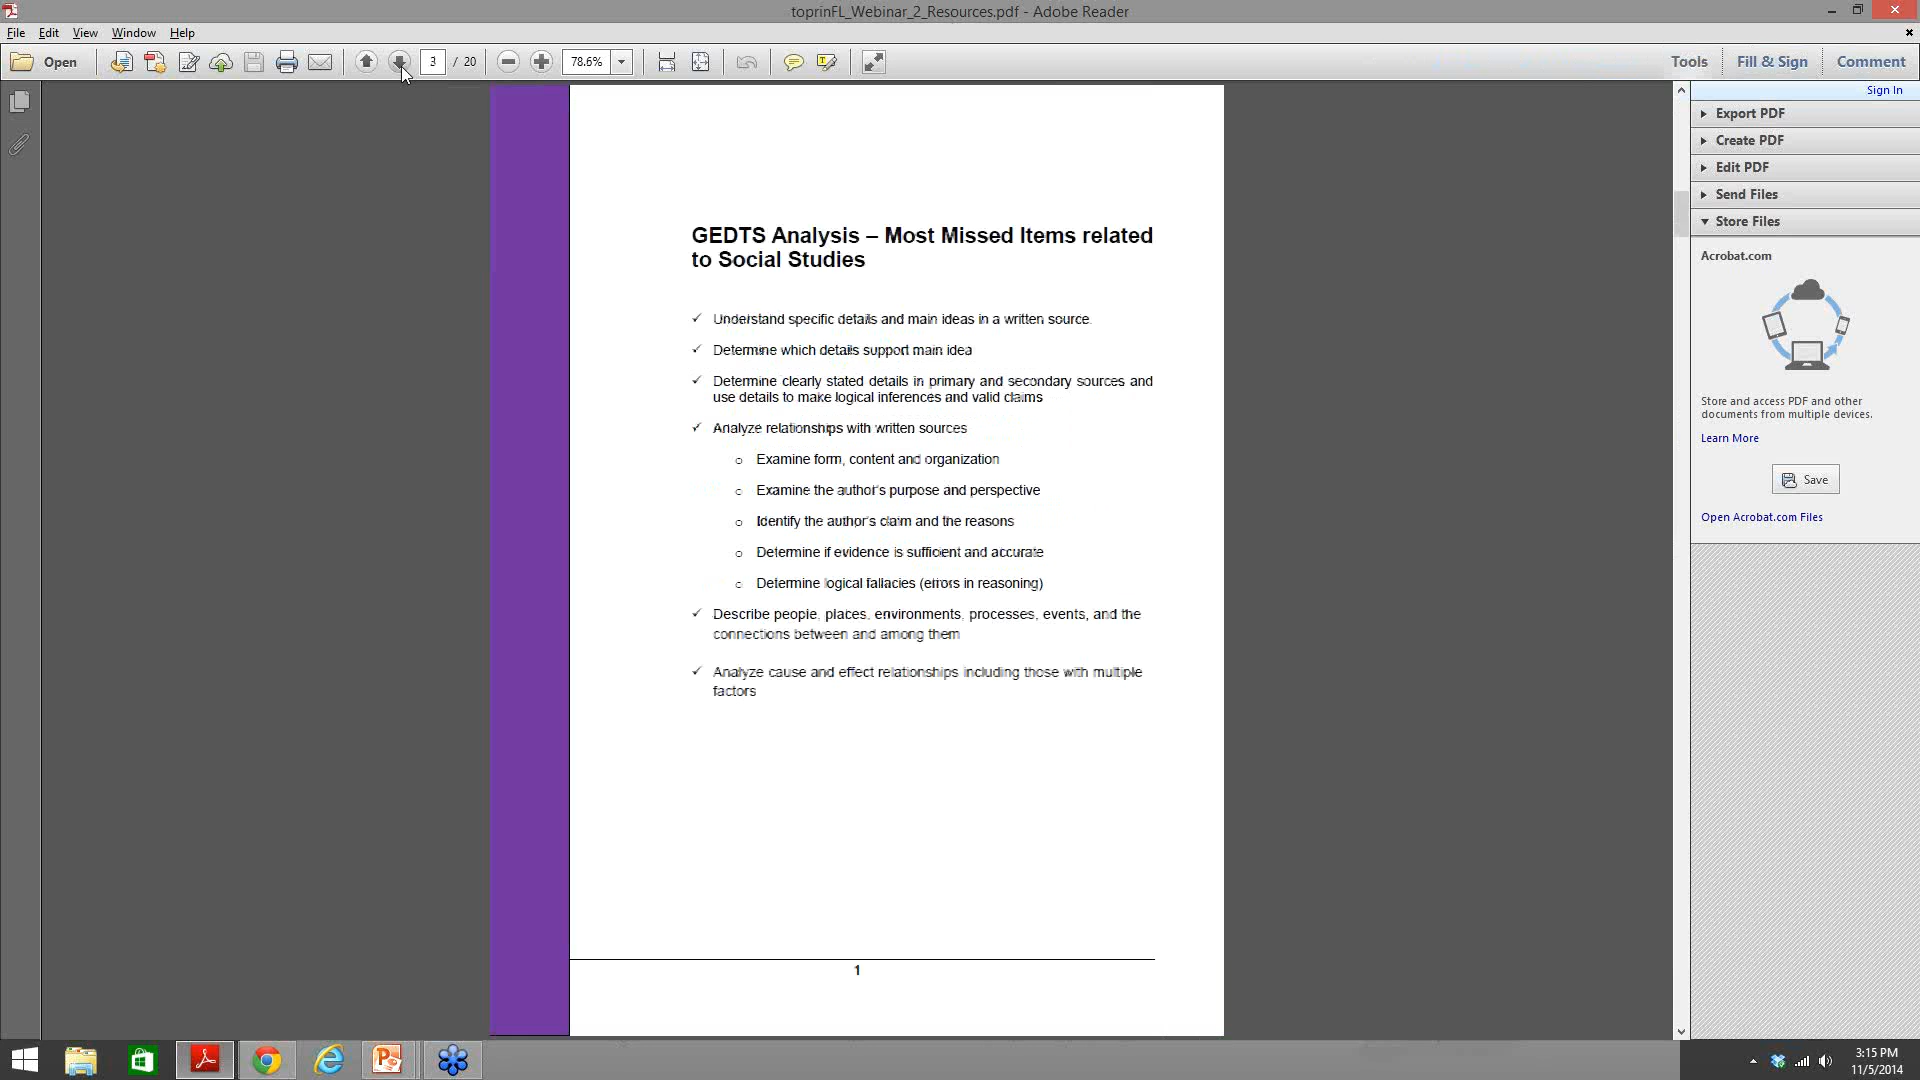 toprinFL_Webinar_2_Resources.pdf - Adobe Reader
File Edit View Window Help
Open 3 / 20 78.6% Tools Fill & Sign Comment
Sign In
Export PDF
Create PDF
Edit PDF
Send Files
Store Files
Acrobat.com
Store and access PDF and other
documents from multiple devices.
Learn More
Save
Open Acrobat.com Files
GEDTS Analysis – Most Missed Items related
to Social Studies
✓ Understand specific details and main ideas in a written source.
✓ Determine which details support main idea
✓ Determine clearly stated details in primary and secondary sources and
use details to make logical inferences and valid claims
✓ Analyze relationships with written sources
o Examine form, content and organization
o Examine the author's purpose and perspective
o Identify the author's claim and the reasons
o Determine if evidence is sufficient and accurate
o Determine logical fallacies (errors in reasoning)
✓ Describe people, places, environments, processes, events, and the
connections between and among them
✓ Analyze cause and effect relationships including those with multiple
factors
1
3:15 PM
11/5/2014